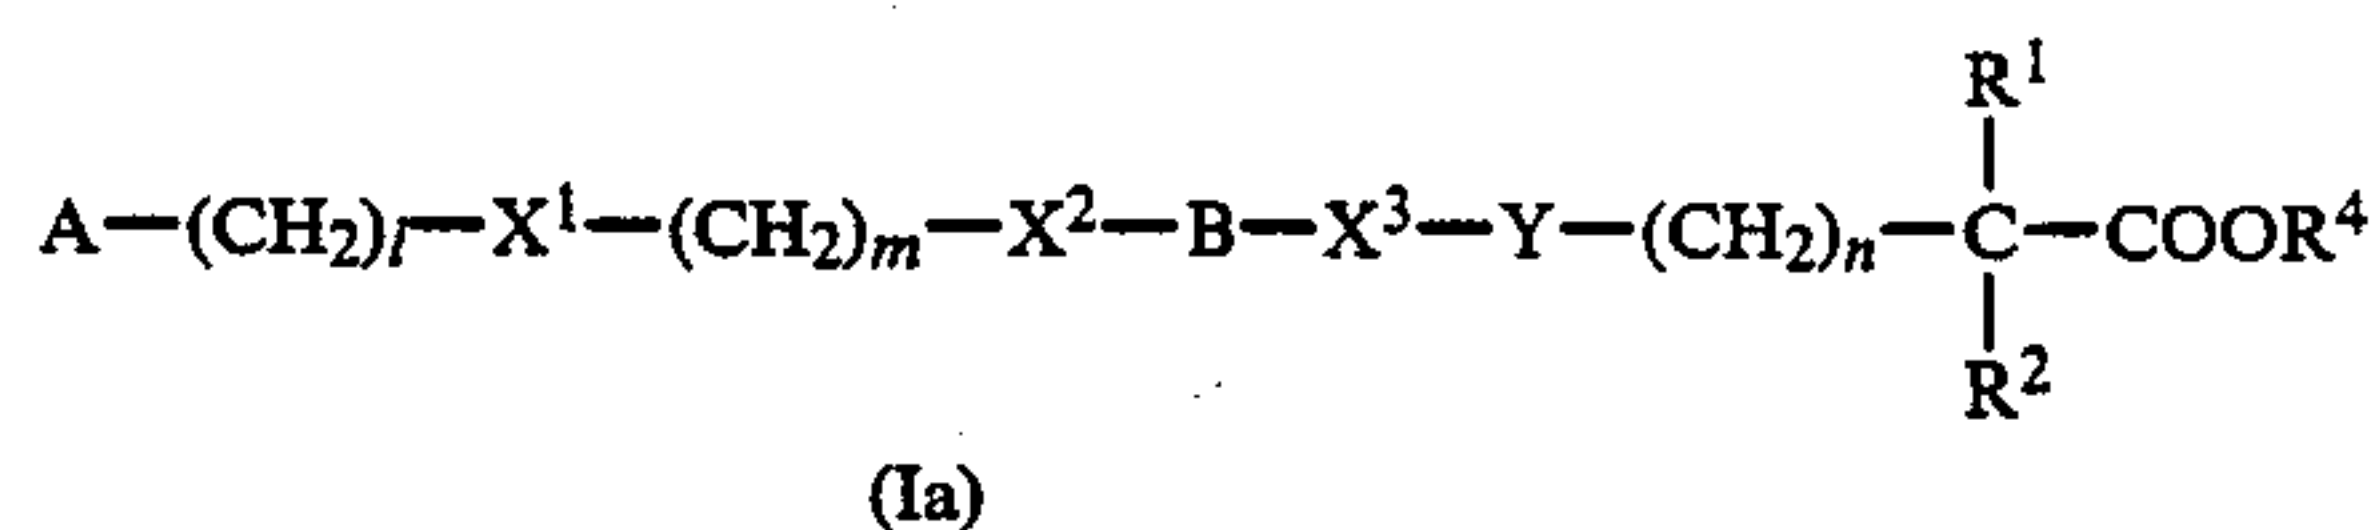 R¹
A—(CH₂)ₗ—X¹—(CH₂)ₘ—X²—B—X³—Y—(CH₂)ₙ—C—COOR⁴
R²
(Ia)